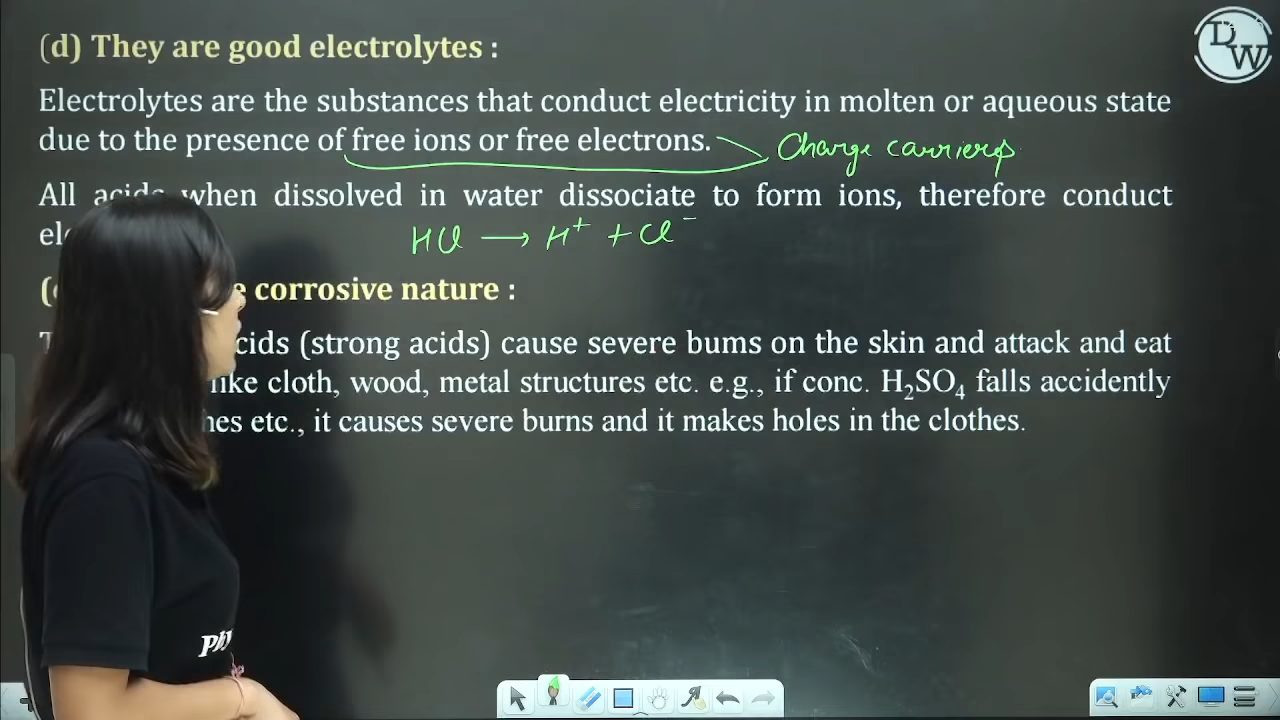 (d) They are good electrolytes :
DW
Electrolytes are the substances that conduct electricity in molten or aqueous state
due to the presence of free ions or free electrons.
Charge carriers
All acids when dissolved in water dissociate to form ions, therefore conduct
HCl → H⁺ + Cl⁻
corrosive nature :
cids (strong acids) cause severe bums on the skin and attack and eat
like cloth, wood, metal structures etc. e.g., if conc. H₂SO₄ falls accidently
hes etc., it causes severe burns and it makes holes in the clothes.